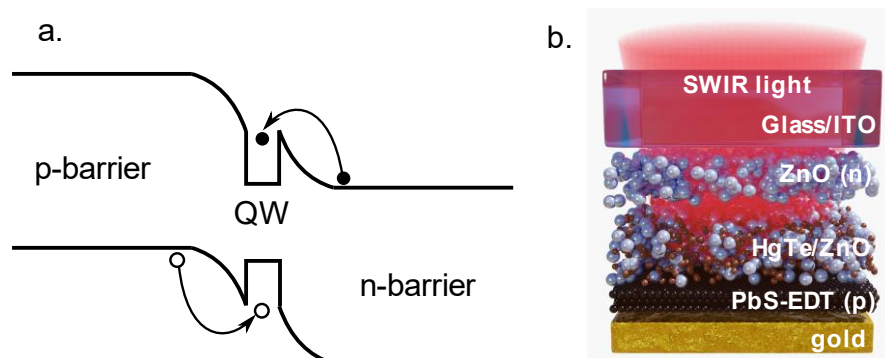 a.
p-barrier
QW
n-barrier
b.
SWIR light
Glass/ITO
ZnO (n)
HgTe/ZnO
PbS-EDT (p)
gold